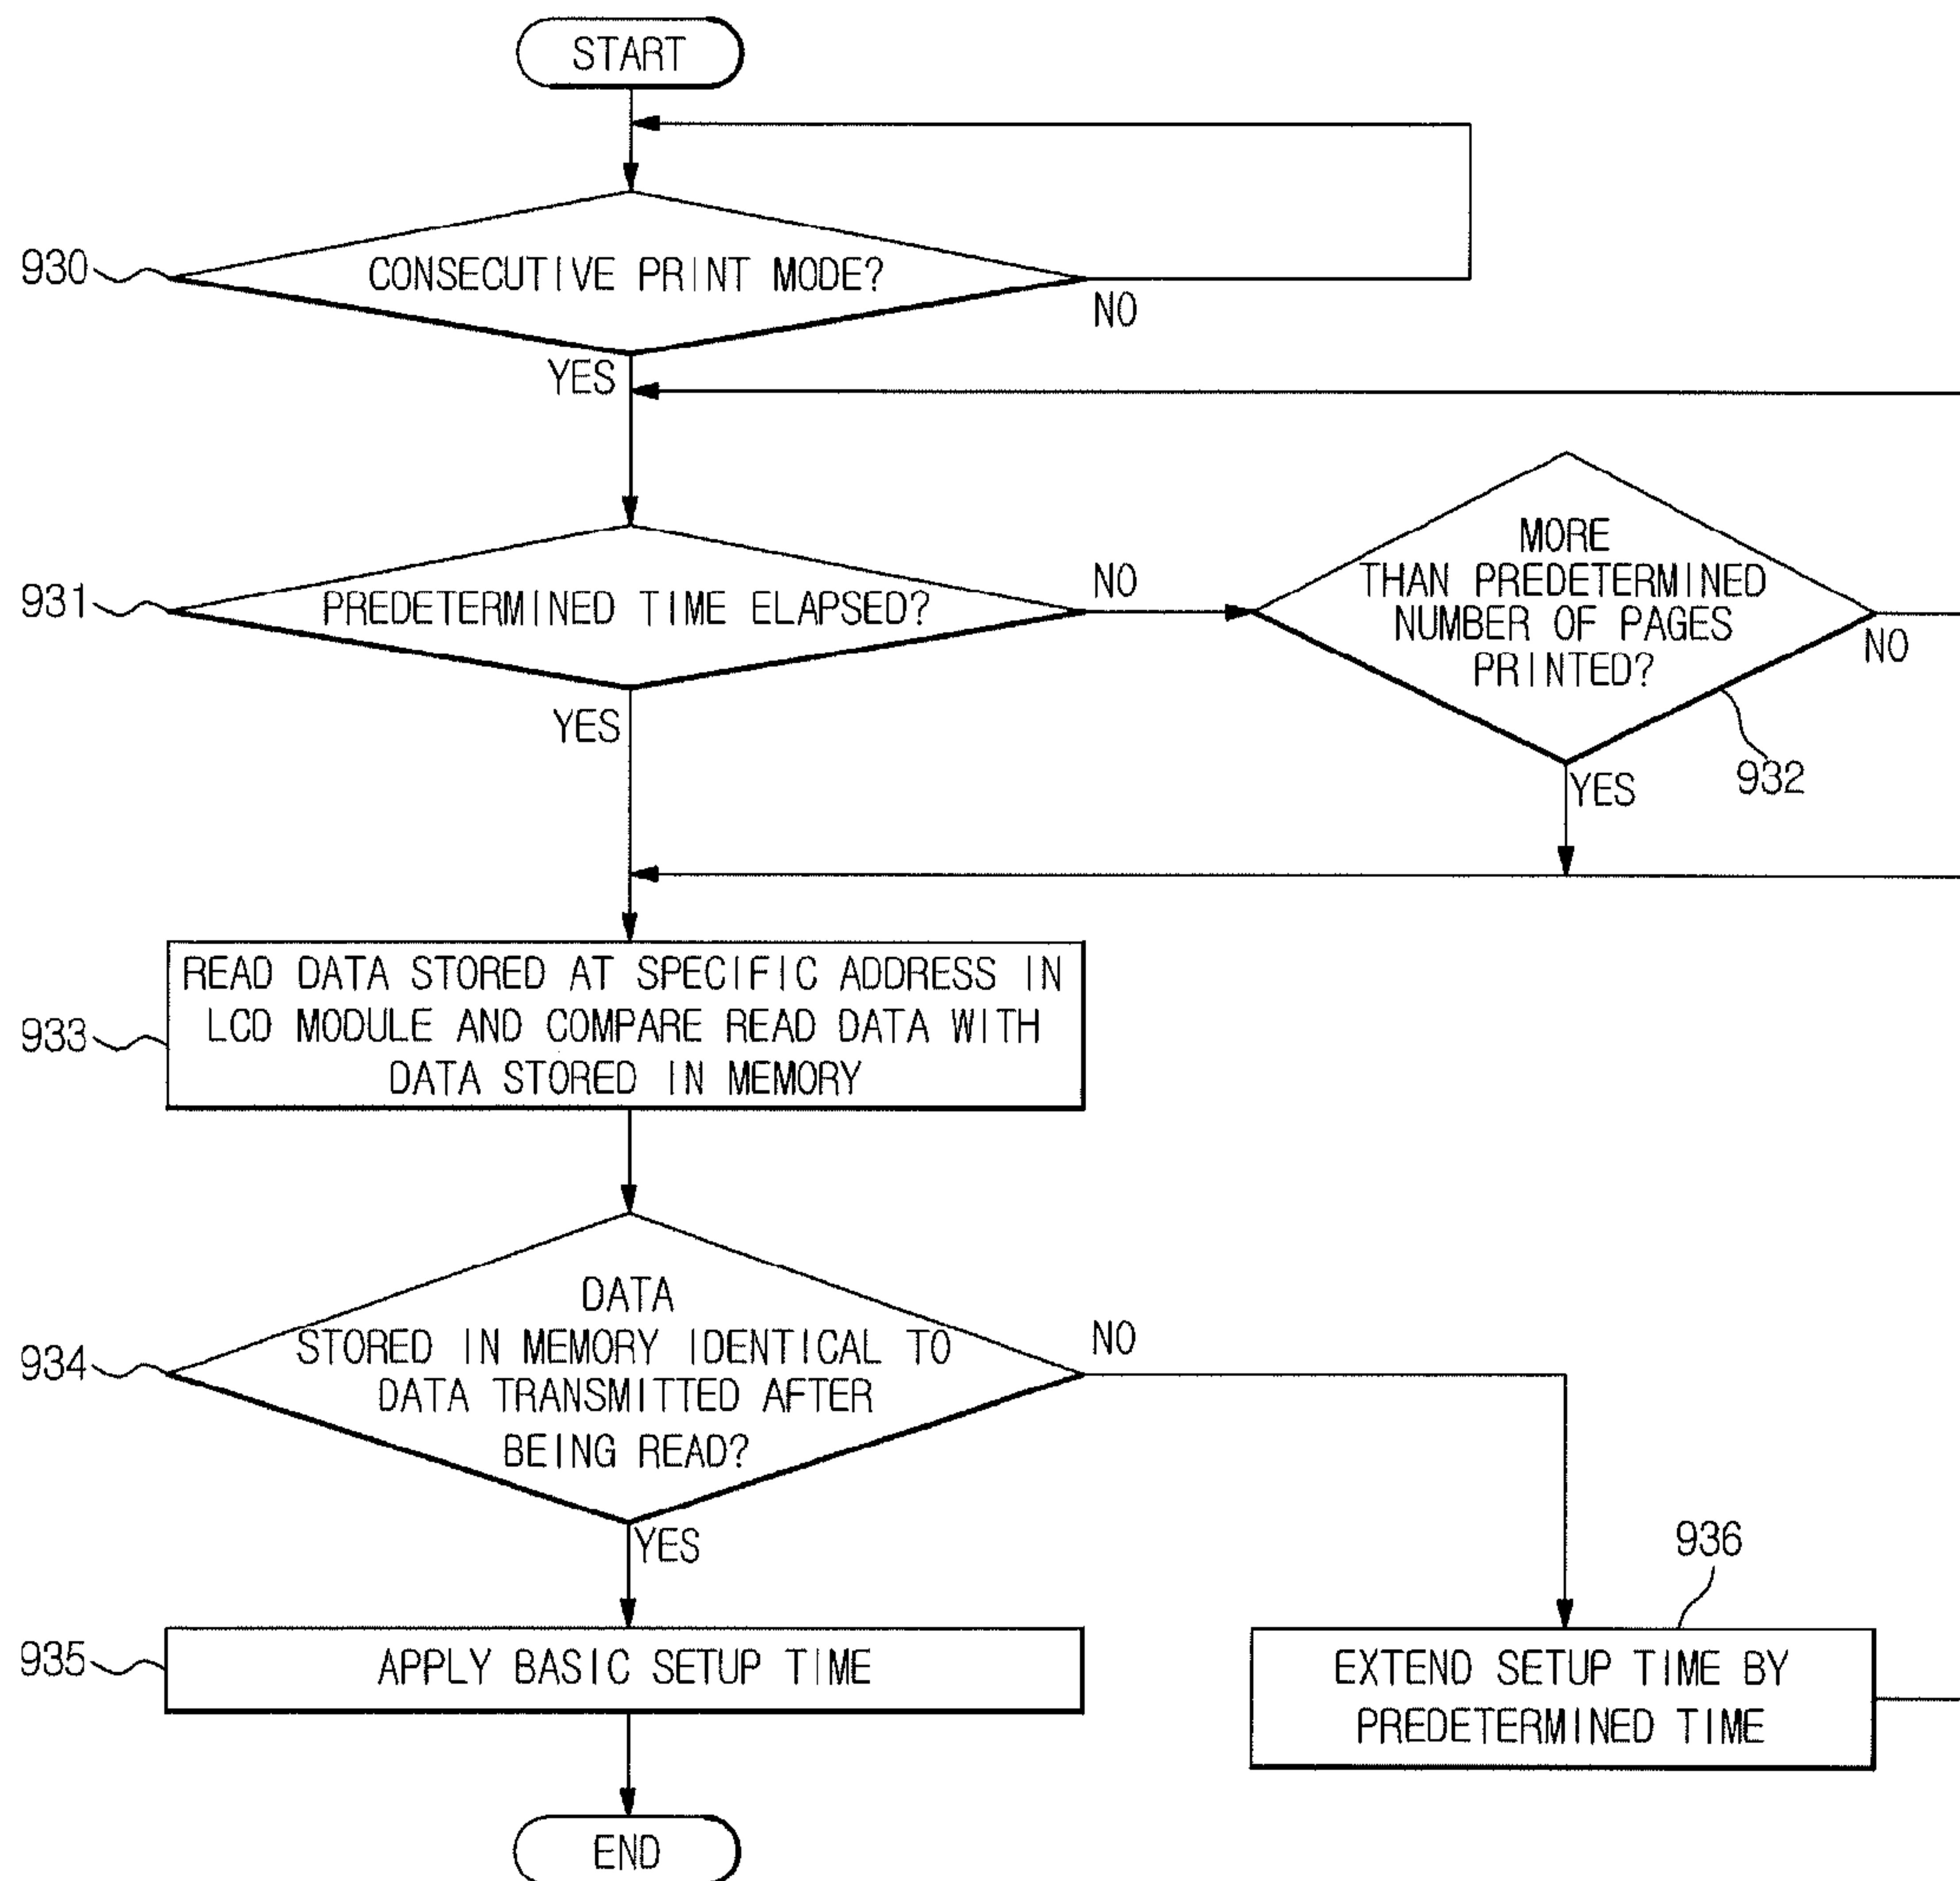 START
930
CONSECUTIVE PRINT MODE?
NO
YES
931
PREDETERMINED TIME ELAPSED?
NO
MORE
THAN PREDETERMINED
NUMBER OF PAGES
PRINTED?
NO
932
YES
YES
933
READ DATA STORED AT SPECIFIC ADDRESS IN
LCD MODULE AND COMPARE READ DATA WITH
DATA STORED IN MEMORY
934
DATA
STORED IN MEMORY IDENTICAL TO
DATA TRANSMITTED AFTER
BEING READ?
NO
YES
935
APPLY BASIC SETUP TIME
936
EXTEND SETUP TIME BY
PREDETERMINED TIME
END